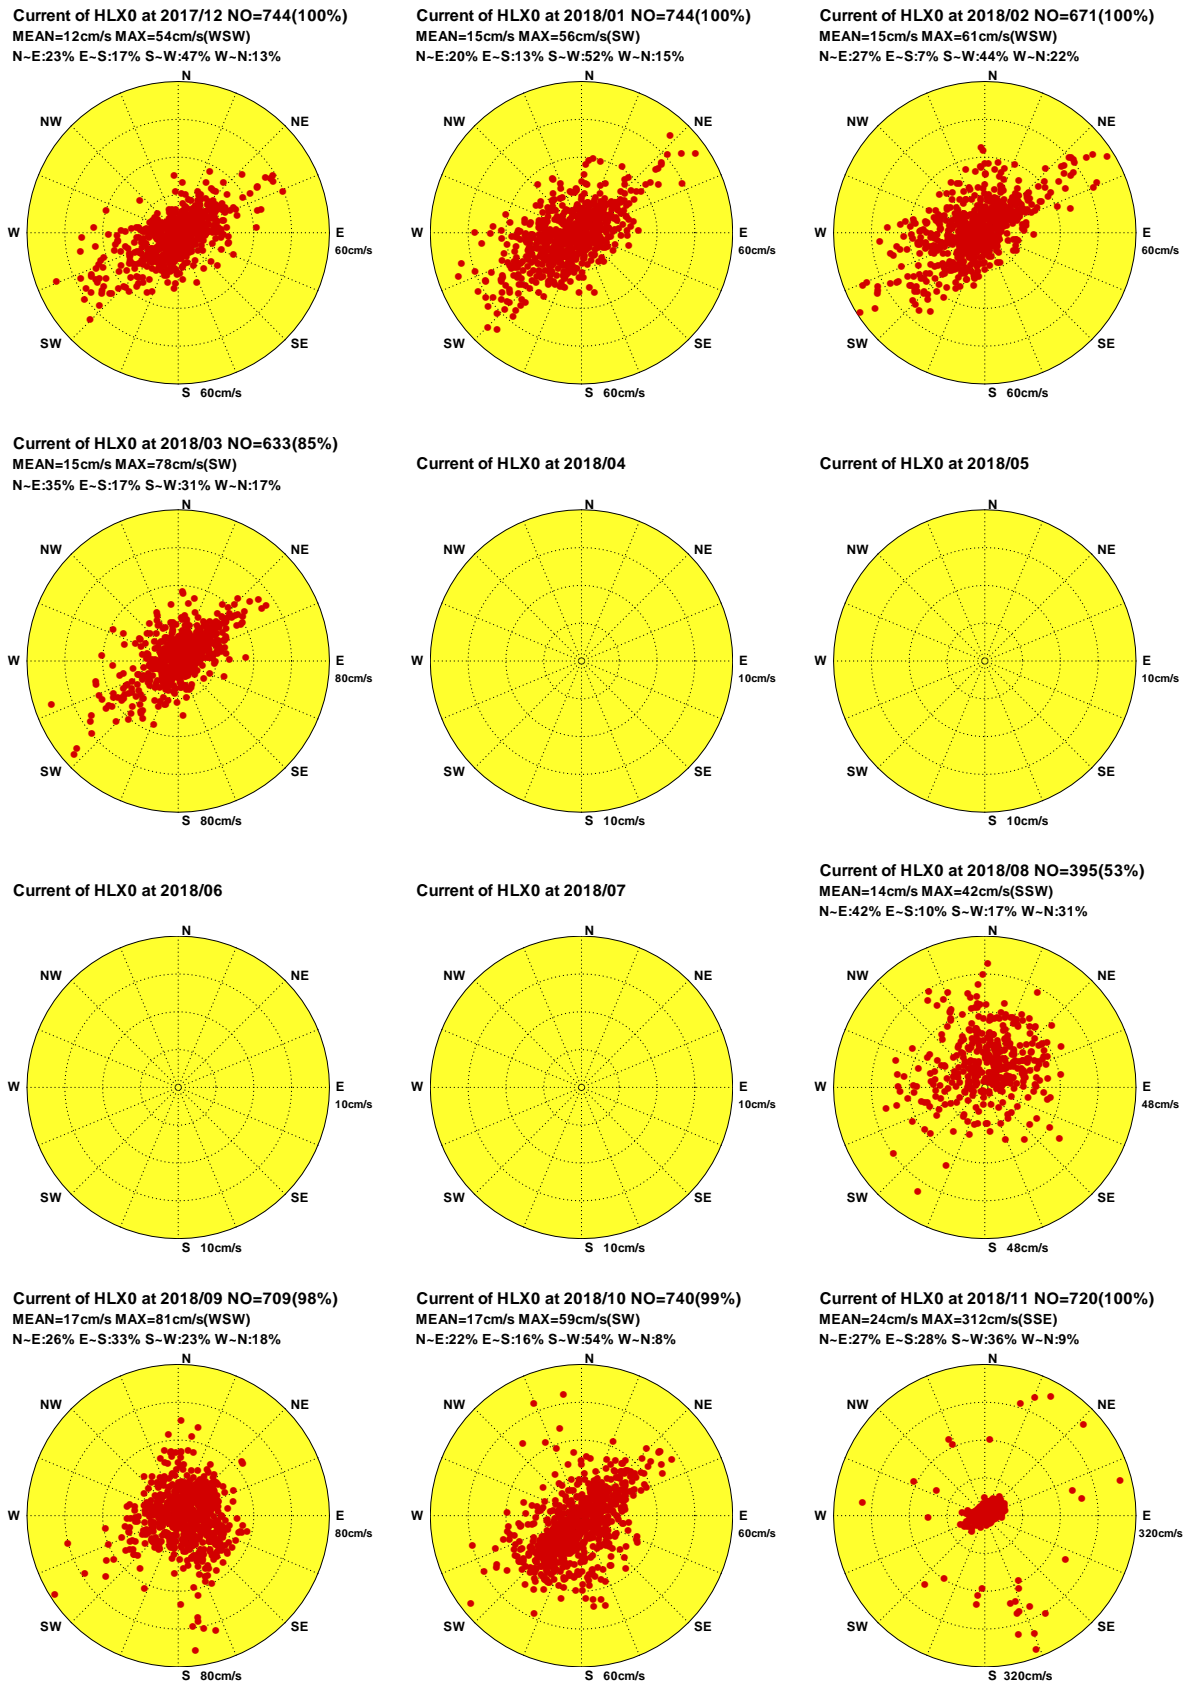 Current of HLX0 at 2017/12 NO=744(100%)
MEAN=12cm/s MAX=54cm/s(WSW)
N~E:23% E~S:17% S~W:47% W~N:13%
N
NW
NE
W
E
60cm/s
SW
SE
S 60cm/s
Current of HLX0 at 2018/01 NO=744(100%)
MEAN=15cm/s MAX=56cm/s(SW)
N~E:20% E~S:13% S~W:52% W~N:15%
N
NW
NE
W
E
60cm/s
SW
SE
S 60cm/s
Current of HLX0 at 2018/02 NO=671(100%)
MEAN=15cm/s MAX=61cm/s(WSW)
N~E:27% E~S:7% S~W:44% W~N:22%
N
NW
NE
W
E
60cm/s
SW
SE
S 60cm/s
Current of HLX0 at 2018/03 NO=633(85%)
MEAN=15cm/s MAX=78cm/s(SW)
N~E:35% E~S:17% S~W:31% W~N:17%
N
NW
NE
W
E
80cm/s
SW
SE
S 80cm/s
Current of HLX0 at 2018/04
N
NW
NE
W
E
10cm/s
SW
SE
S 10cm/s
Current of HLX0 at 2018/05
N
NW
NE
W
E
10cm/s
SW
SE
S 10cm/s
Current of HLX0 at 2018/06
N
NW
NE
W
E
10cm/s
SW
SE
S 10cm/s
Current of HLX0 at 2018/07
N
NW
NE
W
E
10cm/s
SW
SE
S 10cm/s
Current of HLX0 at 2018/08 NO=395(53%)
MEAN=14cm/s MAX=42cm/s(SSW)
N~E:42% E~S:10% S~W:17% W~N:31%
N
NW
NE
W
E
48cm/s
SW
SE
S 48cm/s
Current of HLX0 at 2018/09 NO=709(98%)
MEAN=17cm/s MAX=81cm/s(WSW)
N~E:26% E~S:33% S~W:23% W~N:18%
N
NW
NE
W
E
80cm/s
SW
SE
S 80cm/s
Current of HLX0 at 2018/10 NO=740(99%)
MEAN=17cm/s MAX=59cm/s(SW)
N~E:22% E~S:16% S~W:54% W~N:8%
N
NW
NE
W
E
60cm/s
SW
SE
S 60cm/s
Current of HLX0 at 2018/11 NO=720(100%)
MEAN=24cm/s MAX=312cm/s(SSE)
N~E:27% E~S:28% S~W:36% W~N:9%
N
NW
NE
W
E
320cm/s
SW
SE
S 320cm/s